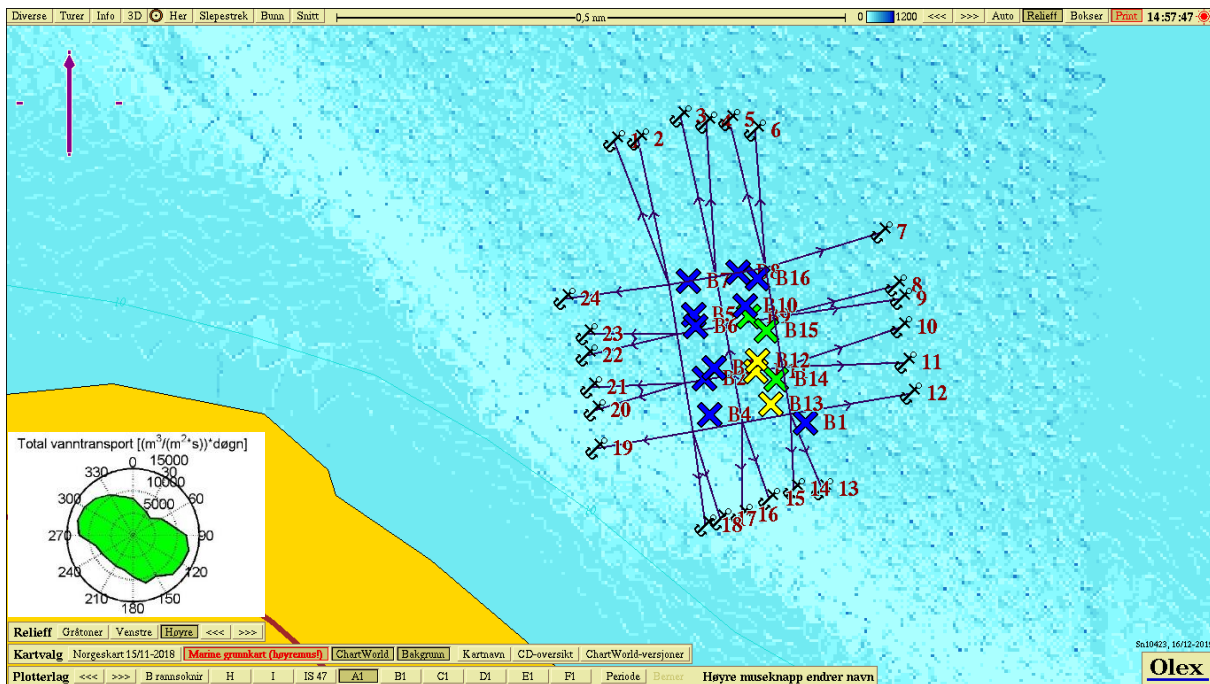 Diverse Turer Info 3D Her Slepestrek Bunn Snitt 0,5 nm 0 1200 <<< >>> Auto Relieff Bokser Print 14:57:47
1 2 3 4 5 6
7
8
9
10
11
12
24
23
22
21
20
19
18 17 16 15 14 13
B7 B8 B16
B5 B10
B6 B9 B15
B12
B2 B14
B13
B4 B1
10
10
Total vanntransport [(m³/(m²*s))*døgn]
0 15000
330 30 10000
300 5000 60
270 90
240 120
210 150
180
Relieff Gråtoner Venstre Høyre <<< >>>
Kartvalg Norgeskart 15/11-2018 Marine grunnkart (høyremus!) ChartWorld Bakgrunn Kartnavn CD-oversikt ChartWorld-versjoner
Sn10423, 16/12-2019
Plotterlag <<< >>> B rannsoknir H I IS 47 A1 B1 C1 D1 E1 F1 Periode Bemer Høyre museknapp endrer navn
Olex